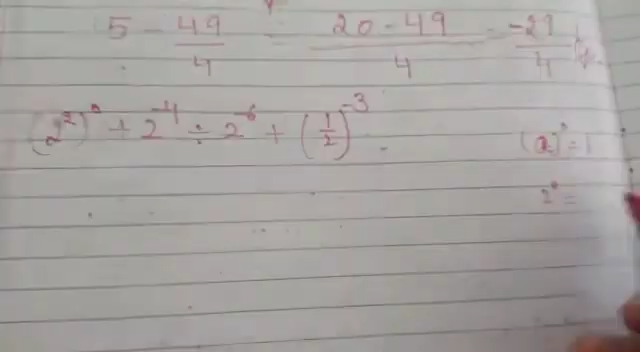 5 - 49/4 = 20 - 49/4 = -29/4
(2²)⁰ + 2⁻⁴ ÷ 2⁻⁶ + (1/2)⁻³ (a)⁰ = 1
2⁰ =